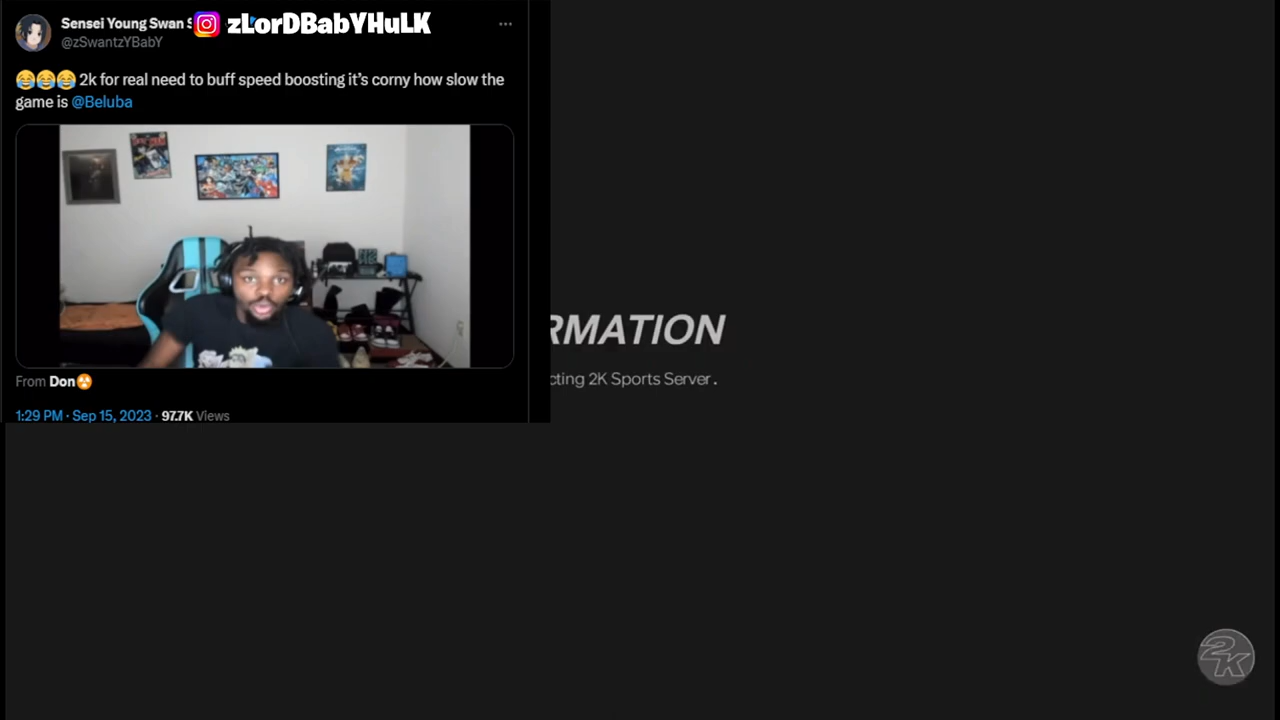 Sensei Young Swan S
zLorDBabYHuLK
@zSwantzYBabY
😂😂😂 2k for real need to buff speed boosting it’s corny how slow the
game is @Beluba
From Don☢
1:29 PM · Sep 15, 2023 · 97.7K Views
RMATION
cting 2K Sports Server.
2K